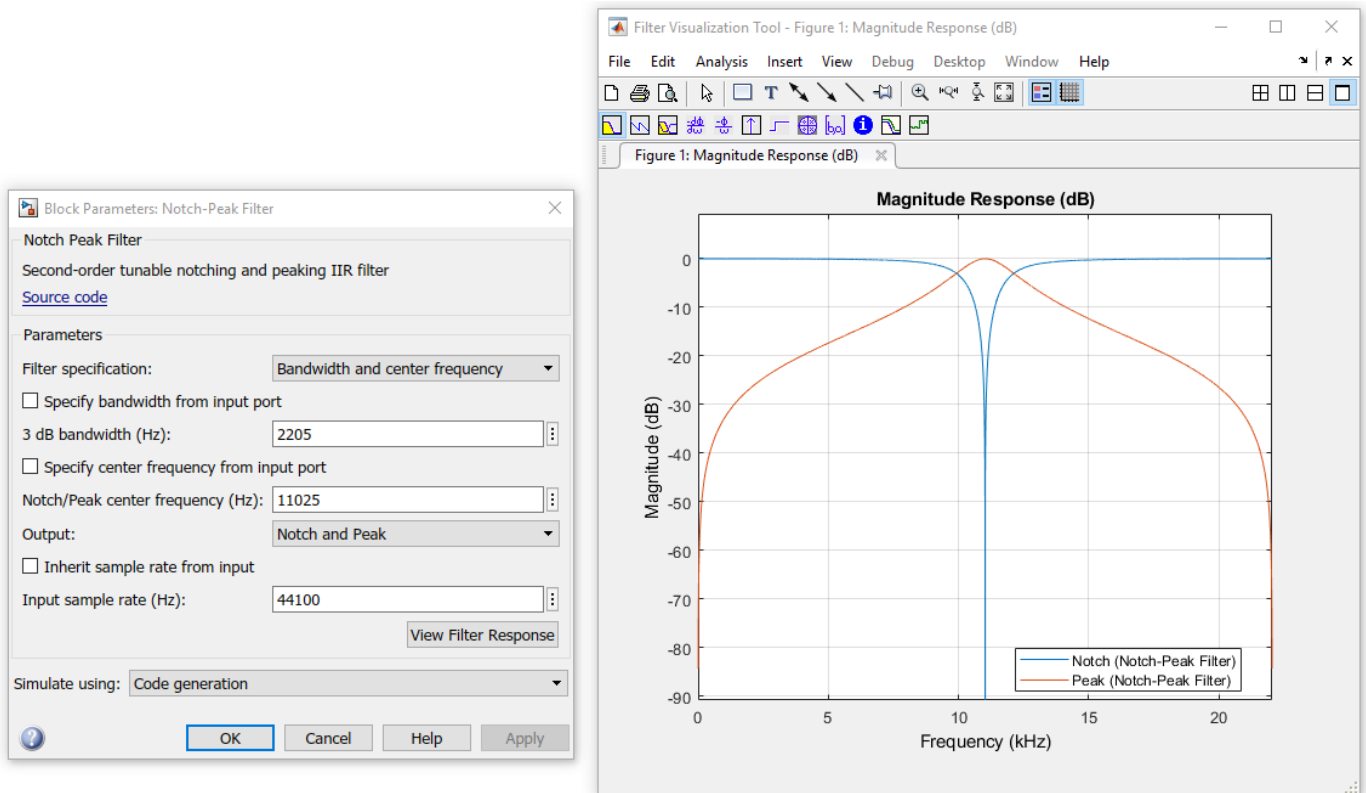 Block Parameters: Notch-Peak Filter
Notch Peak Filter
Second-order tunable notching and peaking IIR filter
Source code
Parameters
Filter specification: Bandwidth and center frequency
Specify bandwidth from input port
3 dB bandwidth (Hz): 2205
Specify center frequency from input port
Notch/Peak center frequency (Hz): 11025
Output: Notch and Peak
Inherit sample rate from input
Input sample rate (Hz): 44100
View Filter Response
Simulate using: Code generation
OK Cancel Help Apply
Filter Visualization Tool - Figure 1: Magnitude Response (dB)
File Edit Analysis Insert View Debug Desktop Window Help
Figure 1: Magnitude Response (dB)
Magnitude Response (dB)
0
-10
-20
-30
-40
-50
-60
-70
-80
-90
Magnitude (dB)
Notch (Notch-Peak Filter)
Peak (Notch-Peak Filter)
0 5 10 15 20
Frequency (kHz)